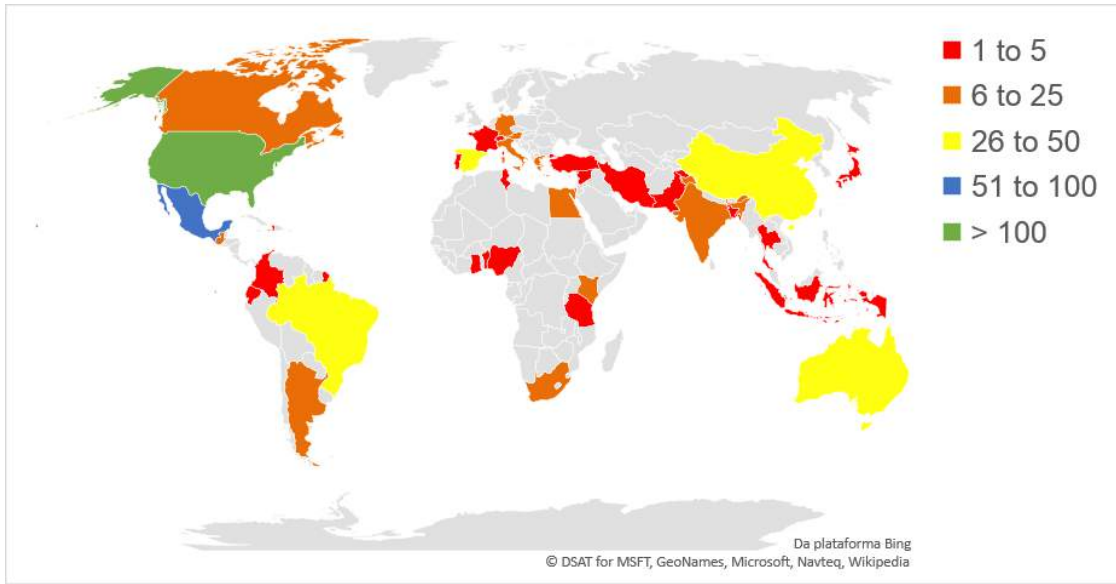 1 to 5
6 to 25
26 to 50
51 to 100
> 100
Da plataforma Bing
© DSAT for MSFT, GeoNames, Microsoft, Navteq, Wikipedia